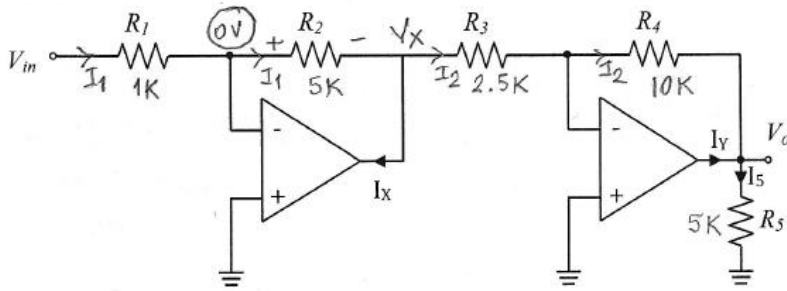 R1 0V R2 Vx R3 R4
Vin I1 1K + I1 5K - I2 2.5K I2 10K
- -
+ IX + IY Vo
I5
5K R5